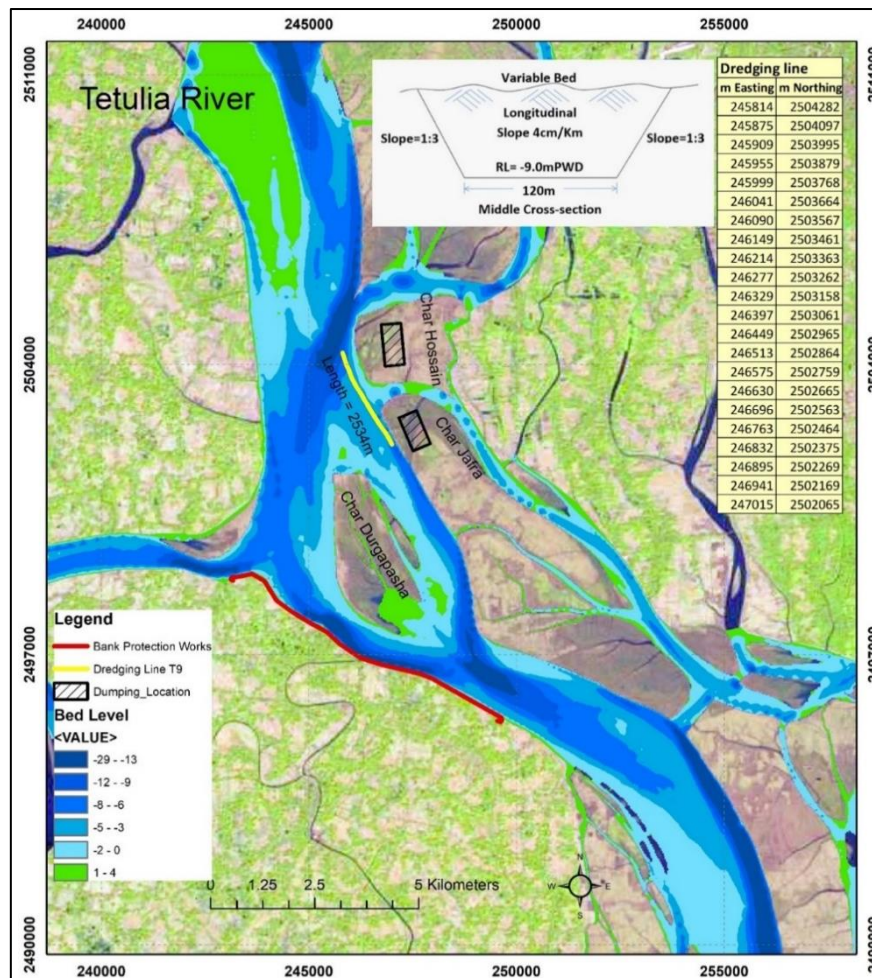 240000 245000 250000 255000
2511000
2511000
Tetulia River
Variable Bed
Longitudinal
Slope 4cm/Km
Slope=1:3
Slope=1:3
RL= -9.0mPWD
120m
Middle Cross-section
Dredging line
m Easting m Northing
245814 2504282
245875 2504097
245909 2503995
245955 2503879
245999 2503768
246041 2503664
246090 2503567
246149 2503461
246214 2503363
246277 2503262
246329 2503158
246397 2503061
246449 2502965
246513 2502864
246575 2502759
246630 2502665
246696 2502563
246763 2502464
246832 2502375
246895 2502269
246941 2502169
247015 2502065
2504000
2504000
Char Hossain
Length = 2534m
Char Jafra
Char Durgapasha
2497000
2497000
Legend
Bank Protection Works
Dredging Line T9
Dumping_Location
Bed Level
<VALUE>
-29 - -13
-12 - -9
-8 - -6
-5 - -3
-2 - 0
1 - 4
0 1.25 2.5 5 Kilometers
N
W E
S
2490000
2490000
240000 245000 250000 255000